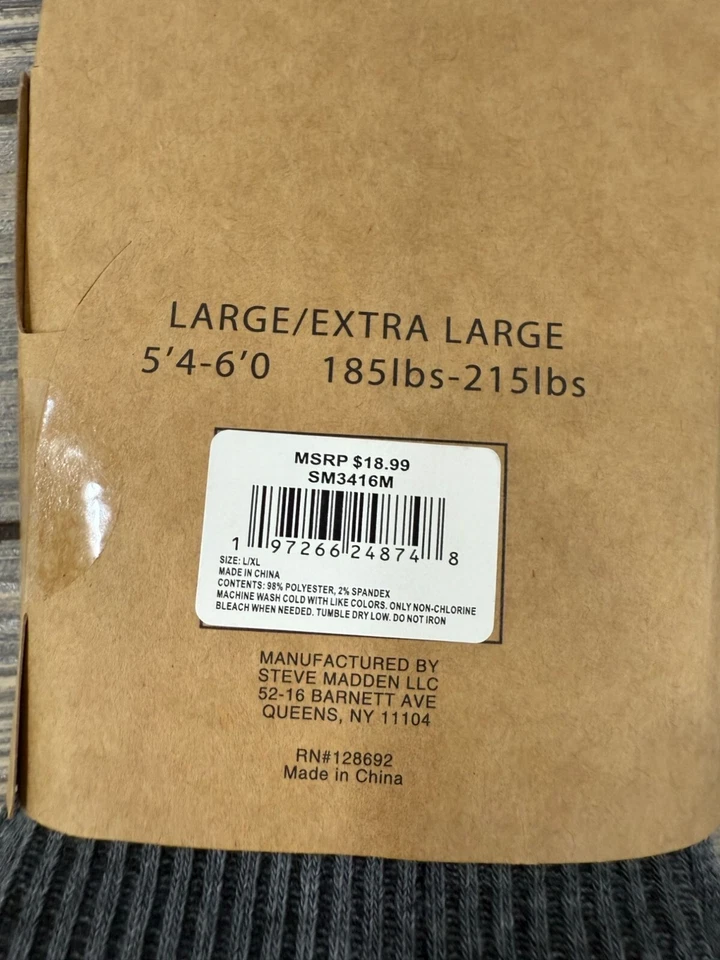 LARGE/EXTRA LARGE
5'4-6'0 185lbs-215lbs
MSRP $18.99
SM3416M
1 97266 24874 8
SIZE: L/XL
MADE IN CHINA
CONTENTS: 98% POLYESTER, 2% SPANDEX
MACHINE WASH COLD WITH LIKE COLORS. ONLY NON-CHLORINE
BLEACH WHEN NEEDED. TUMBLE DRY LOW. DO NOT IRON
MANUFACTURED BY
STEVE MADDEN LLC
52-16 BARNETT AVE
QUEENS, NY 11104
RN#128692
Made in China